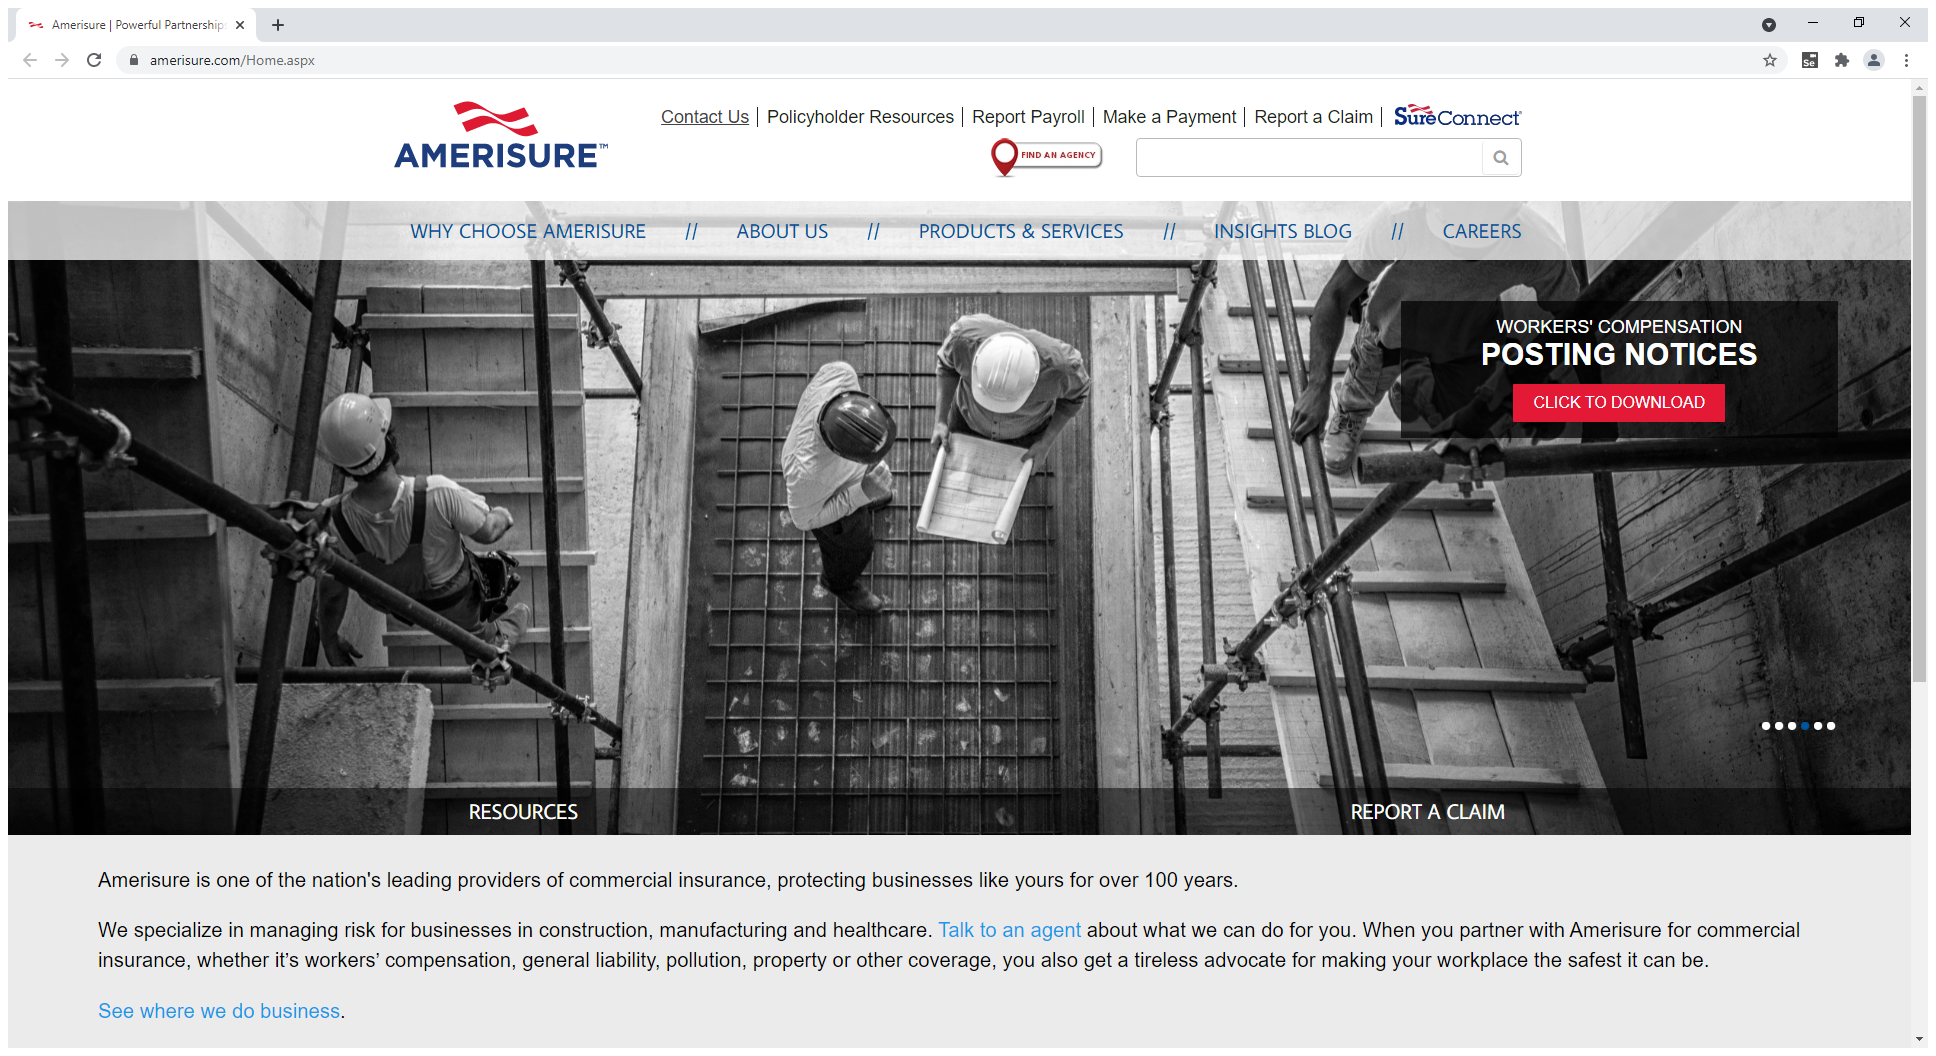 Amerisure | Powerful Partnership
amerisure.com/Home.aspx
Se
Contact Us | Policyholder Resources | Report Payroll | Make a Payment | Report a Claim | SureConnect®
AMERISURE™
FIND AN AGENCY
WHY CHOOSE AMERISURE // ABOUT US // PRODUCTS & SERVICES // INSIGHTS BLOG // CAREERS
WORKERS' COMPENSATION
POSTING NOTICES
CLICK TO DOWNLOAD
RESOURCES
REPORT A CLAIM
Amerisure is one of the nation's leading providers of commercial insurance, protecting businesses like yours for over 100 years.
We specialize in managing risk for businesses in construction, manufacturing and healthcare. Talk to an agent about what we can do for you. When you partner with Amerisure for commercial
insurance, whether it’s workers’ compensation, general liability, pollution, property or other coverage, you also get a tireless advocate for making your workplace the safest it can be.
See where we do business.